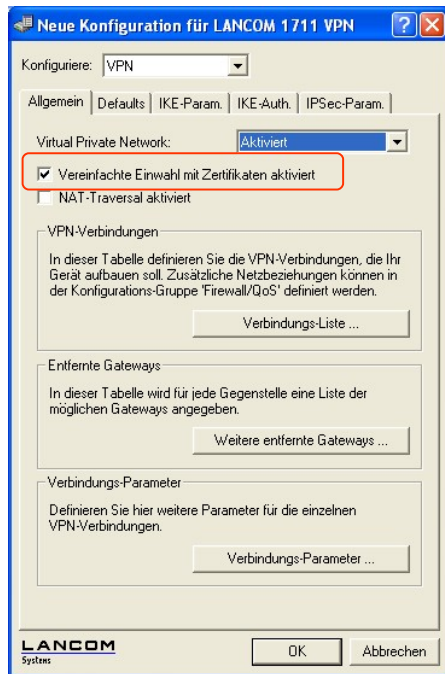 Neue Konfiguration für LANCOM 1711 VPN
Konfiguriere: VPN
Allgemein Defaults IKE-Param. IKE-Auth. IPSec-Param.
Virtual Private Network: Aktiviert
Vereinfachte Einwahl mit Zertifikaten aktiviert
NAT-Traversal aktiviert
VPN-Verbindungen
In dieser Tabelle definieren Sie die VPN-Verbindungen, die Ihr
Gerät aufbauen soll. Zusätzliche Netzbeziehungen können in
der Konfigurations-Gruppe 'Firewall/QoS' definiert werden.
Verbindungs-Liste ...
Entfernte Gateways
In dieser Tabelle wird für jede Gegenstelle eine Liste der
möglichen Gateways angegeben.
Weitere entfernte Gateways ...
Verbindungs-Parameter
Definieren Sie hier weitere Parameter für die einzelnen
VPN-Verbindungen.
Verbindungs-Parameter ...
LANCOM
Systems
OK Abbrechen